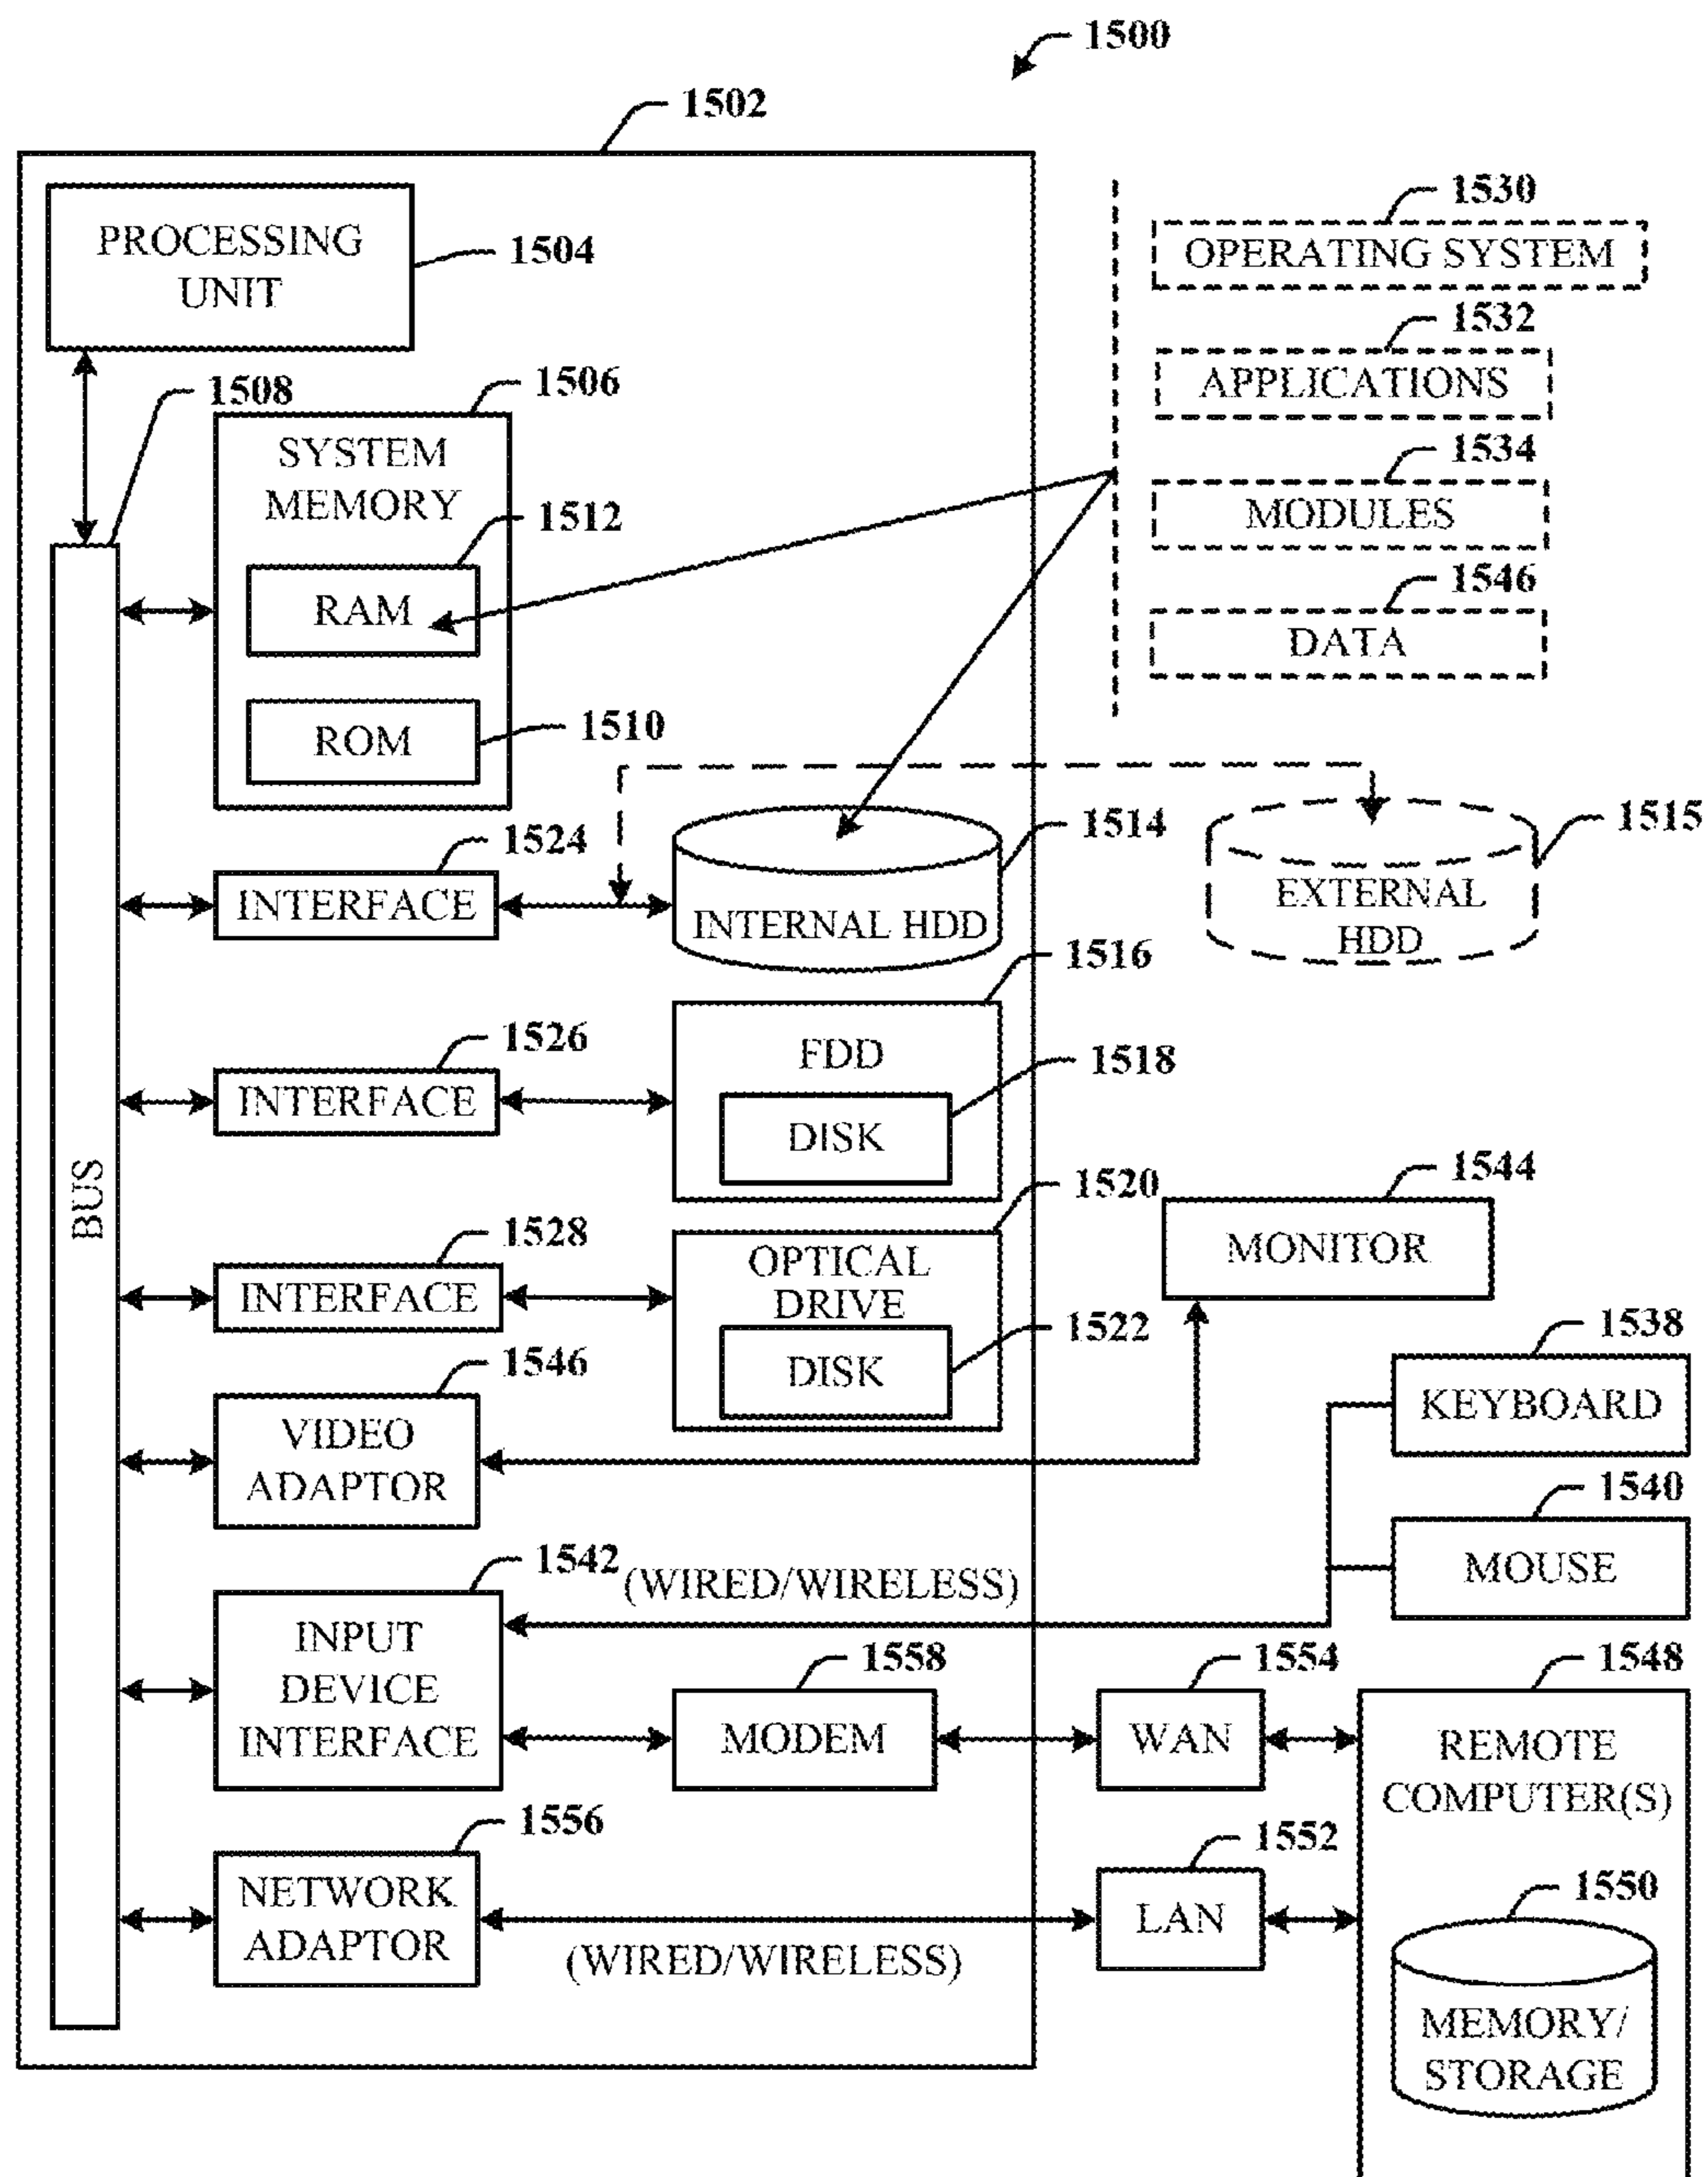 1500
1502
PROCESSING
UNIT
1504
1530
OPERATING SYSTEM
1532
APPLICATIONS
1534
MODULES
1546
DATA
1508
1506
SYSTEM
MEMORY
1512
RAM
ROM
1510
1524
INTERFACE
1514
INTERNAL HDD
1515
EXTERNAL
HDD
1516
1526
INTERFACE
FDD
1518
DISK
BUS
1528
INTERFACE
1520
OPTICAL
DRIVE
1522
DISK
1544
MONITOR
1546
VIDEO
ADAPTOR
1538
KEYBOARD
1540
MOUSE
1542
(WIRED/WIRELESS)
INPUT
DEVICE
INTERFACE
1558
MODEM
1554
WAN
1548
REMOTE
COMPUTER(S)
1556
NETWORK
ADAPTOR
(WIRED/WIRELESS)
1552
LAN
1550
MEMORY/
STORAGE